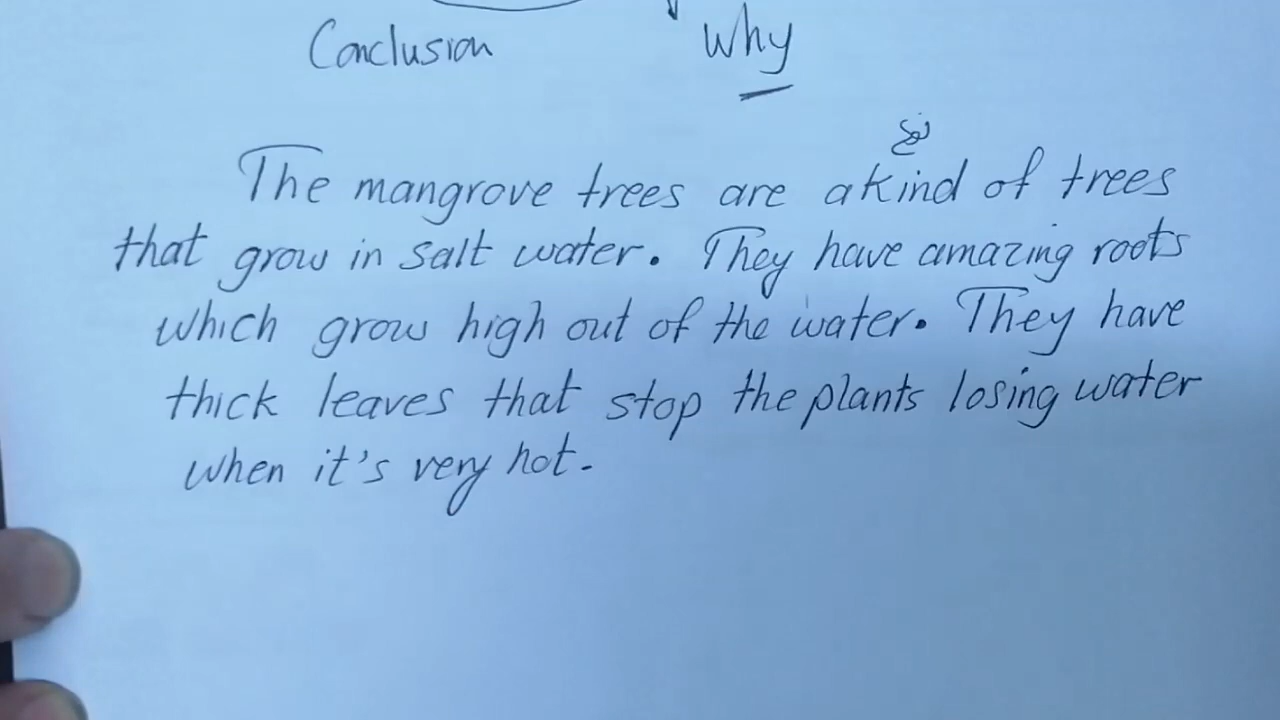 Conclusion Why
نوع
The mangrove trees are a kind of trees
that grow in salt water. They have amazing roots
which grow high out of the water. They have
thick leaves that stop the plants losing water
when it's very hot.